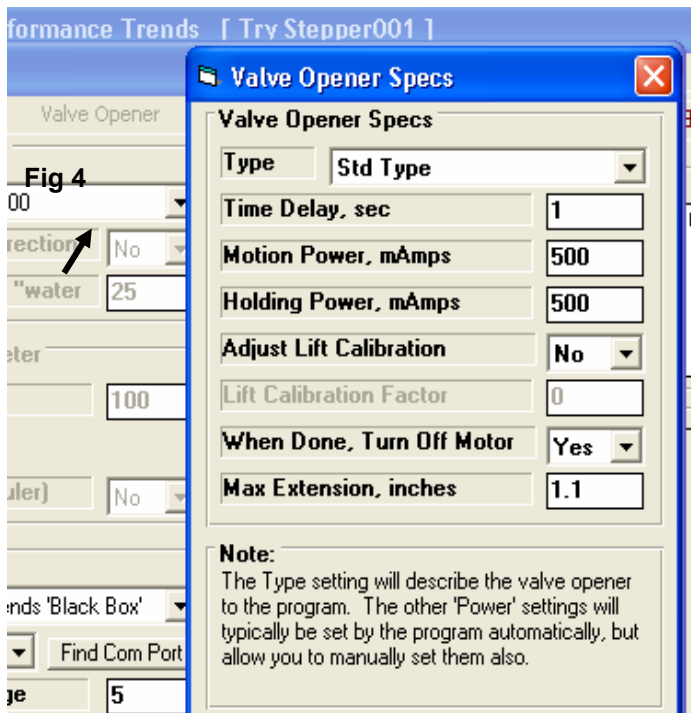 formance Trends [ Try Stepper001 ]
Valve Opener
Fig 4
00
rection No
"water 25
eter
100
uler) No
ends 'Black Box'
Find Com Port
ge 5
Valve Opener Specs
Valve Opener Specs
Type Std Type
Time Delay, sec 1
Motion Power, mAmps 500
Holding Power, mAmps 500
Adjust Lift Calibration No
Lift Calibration Factor 0
When Done, Turn Off Motor Yes
Max Extension, inches 1.1
Note:
The Type setting will describe the valve opener
to the program. The other 'Power' settings will
typically be set by the program automatically, but
allow you to manually set them also.